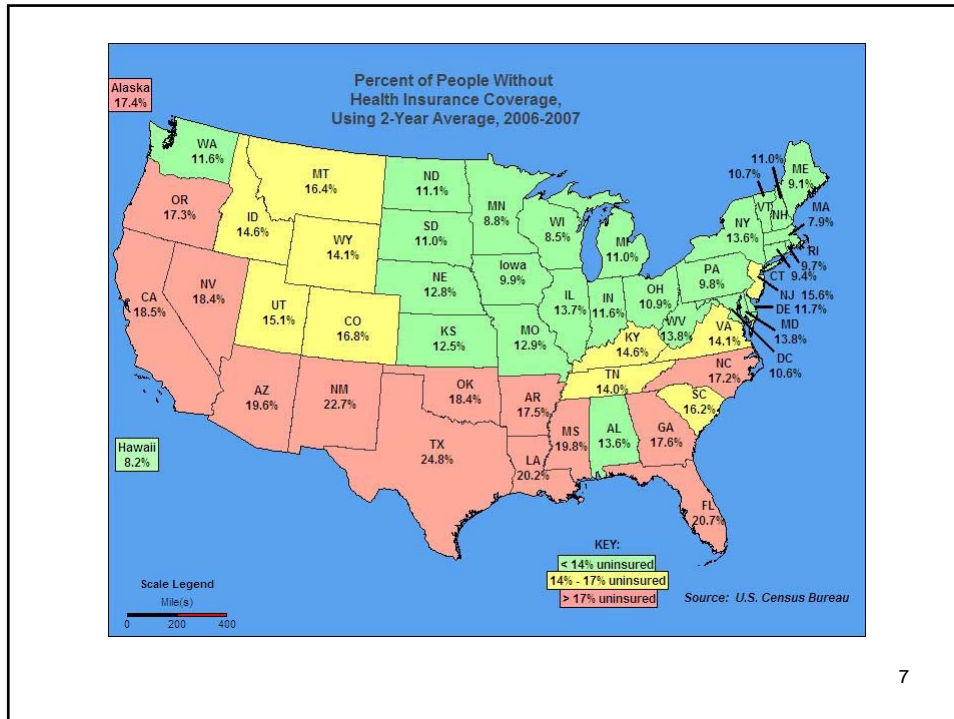 Percent of People Without
Health Insurance Coverage,
Using 2-Year Average, 2006-2007
Alaska
17.4%
WA
11.6%
OR
17.3%
CA
18.5%
NV
18.4%
ID
14.6%
MT
16.4%
WY
14.1%
UT
15.1%
CO
16.8%
AZ
19.6%
NM
22.7%
ND
11.1%
SD
11.0%
NE
12.8%
KS
12.5%
OK
18.4%
TX
24.8%
MN
8.8%
Iowa
9.9%
MO
12.9%
AR
17.5%
LA
20.2%
WI
8.5%
IL
13.7%
MI
11.0%
IN
11.6%
OH
10.9%
KY
14.6%
TN
14.0%
MS
19.8%
AL
13.6%
GA
17.6%
FL
20.7%
SC
16.2%
NC
17.2%
VA
14.1%
WV
13.8%
PA
9.8%
NY
13.6%
10.7%
VT
11.0%
NH
ME
9.1%
MA
7.9%
RI
9.7%
CT 9.4%
NJ 15.6%
DE 11.7%
MD
13.8%
DC
10.6%
Hawaii
8.2%
KEY:
< 14% uninsured
14% - 17% uninsured
> 17% uninsured
Source: U.S. Census Bureau
Scale Legend
Mile(s)
0 200 400
7